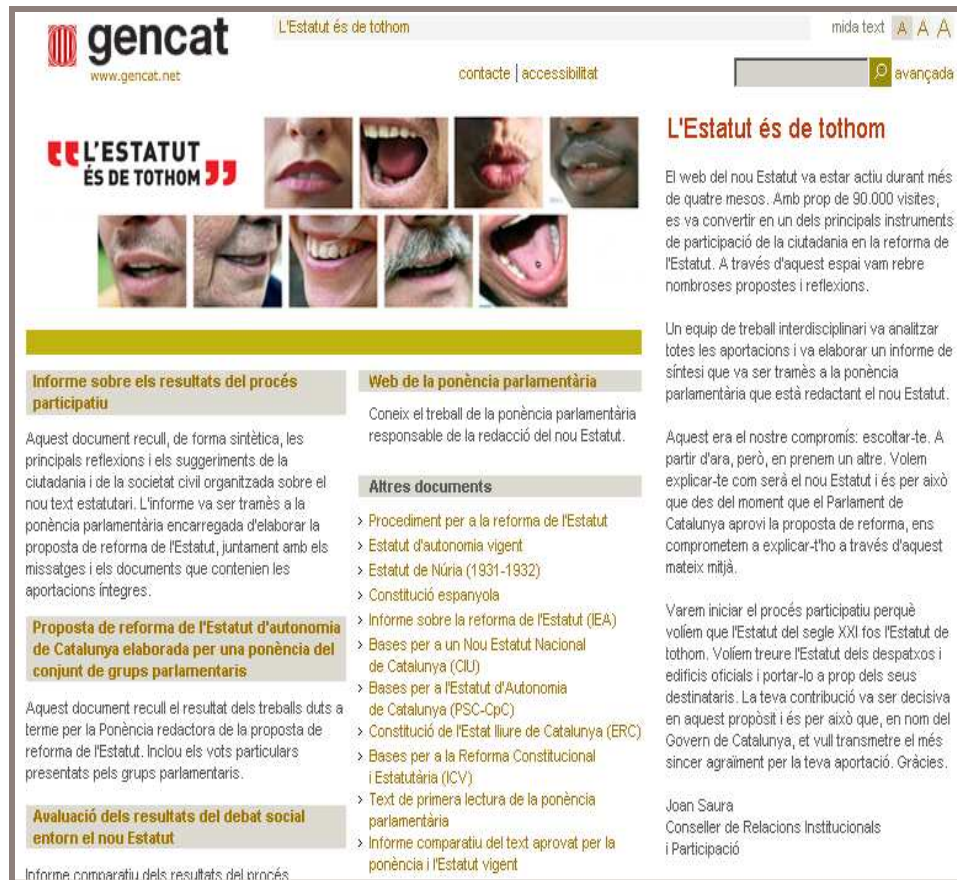 gencat
www.gencat.net
L'Estatut és de tothom
mida text A A A
contacte | accessibilitat
avançada
L'ESTATUT
ÉS DE TOTHOM
Informe sobre els resultats del procés
participatiu
Aquest document recull, de forma sintètica, les
principals reflexions i els suggeriments de la
ciutadania i de la societat civil organitzada sobre el
nou text estatutari. L'informe va ser tramès a la
ponència parlamentària encarregada d'elaborar la
proposta de reforma de l'Estatut, juntament amb els
missatges i els documents que contenien les
aportacions íntegres.
Proposta de reforma de l'Estatut d'autonomia
de Catalunya elaborada per una ponència del
conjunt de grups parlamentaris
Aquest document recull el resultat dels treballs duts a
terme per la Ponència redactora de la proposta de
reforma de l'Estatut. Inclou els vots particulars
presentats pels grups parlamentaris.
Avaluació dels resultats del debat social
entorn el nou Estatut
Informe comparatiu dels resultats del procés
Web de la ponència parlamentària
Coneix el treball de la ponència parlamentària
responsable de la redacció del nou Estatut.
Altres documents
> Procediment per a la reforma de l'Estatut
> Estatut d'autonomia vigent
> Estatut de Núria (1931-1932)
> Constitució espanyola
> Informe sobre la reforma de l'Estatut (IEA)
> Bases per a un Nou Estatut Nacional
de Catalunya (CIU)
> Bases per a l'Estatut d'Autonomia
de Catalunya (PSC-CpC)
> Constitució de l'Estat lliure de Catalunya (ERC)
> Bases per a la Reforma Constitucional
i Estatutària (ICV)
> Text de primera lectura de la ponència
parlamentària
> Informe comparatiu del text aprovat per la
ponència i l'Estatut vigent
L'Estatut és de tothom
El web del nou Estatut va estar actiu durant més
de quatre mesos. Amb prop de 90.000 visites,
es va convertir en un dels principals instruments
de participació de la ciutadania en la reforma de
l'Estatut. A través d'aquest espai vam rebre
nombroses propostes i reflexions.
Un equip de treball interdisciplinari va analitzar
totes les aportacions i va elaborar un informe de
síntesi que va ser tramès a la ponència
parlamentària que està redactant el nou Estatut.
Aquest era el nostre compromís: escoltar-te. A
partir d'ara, però, en prenem un altre. Volem
explicar-te com serà el nou Estatut i és per això
que des del moment que el Parlament de
Catalunya aprovi la proposta de reforma, ens
comprometem a explicar-t'ho a través d'aquest
mateix mitjà.
Varem iniciar el procés participatiu perquè
volíem que l'Estatut del segle XXI fos l'Estatut de
tothom. Volíem treure l'Estatut dels despatxos i
edificis oficials i portar-lo a prop dels seus
destinataris. La teva contribució va ser decisiva
en aquest propòsit i és per això que, en nom del
Govern de Catalunya, et vull transmetre el més
sincer agraïment per la teva aportació. Gràcies.
Joan Saura
Conseller de Relacions Institucionals
i Participació